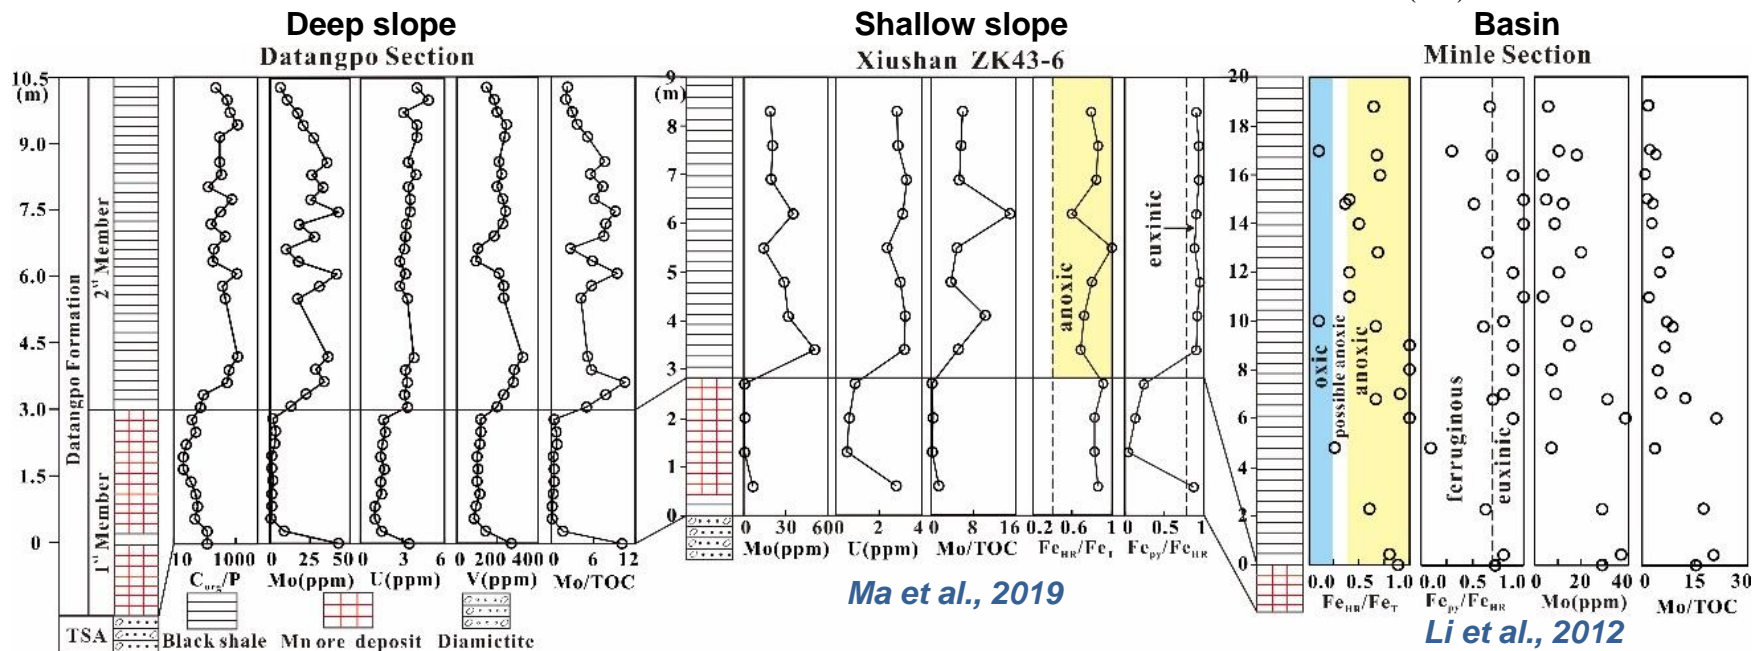 Deep slope
Shallow slope
Basin
Datangpo Section
Xiushan ZK43-6
Minle Section
10.5
(m)
9.0
7.5
6.0
4.5
3.0
1.5
0
Datangpo Formation
2st Member
1st Member
TSA
10 1000
Corg/P
0 25 50
Mo(ppm)
0 3 6
U(ppm)
0 200 400
V(ppm)
0 6 12
Mo/TOC
Black shale
Mn ore deposit
Diamictite
9
(m)
8
7
6
5
4
3
2
1
0
0 30 60
Mo(ppm)
2 4
U(ppm)
0 8 16
Mo/TOC
anoxic
0.2 0.6 1
FeHR/FeT
euxinic
0.5 1
Fepy/FeHR
Ma et al., 2019
20
18
16
14
12
10
8
6
4
2
0
oxic
possible anoxic
anoxic
0.0 0.5 1.0
FeHR/FeT
ferruginous
euxinic
0.0 0.5 1.0
Fepy/FeHR
0 20 40
Mo(ppm)
0 15 30
Mo/TOC
Li et al., 2012